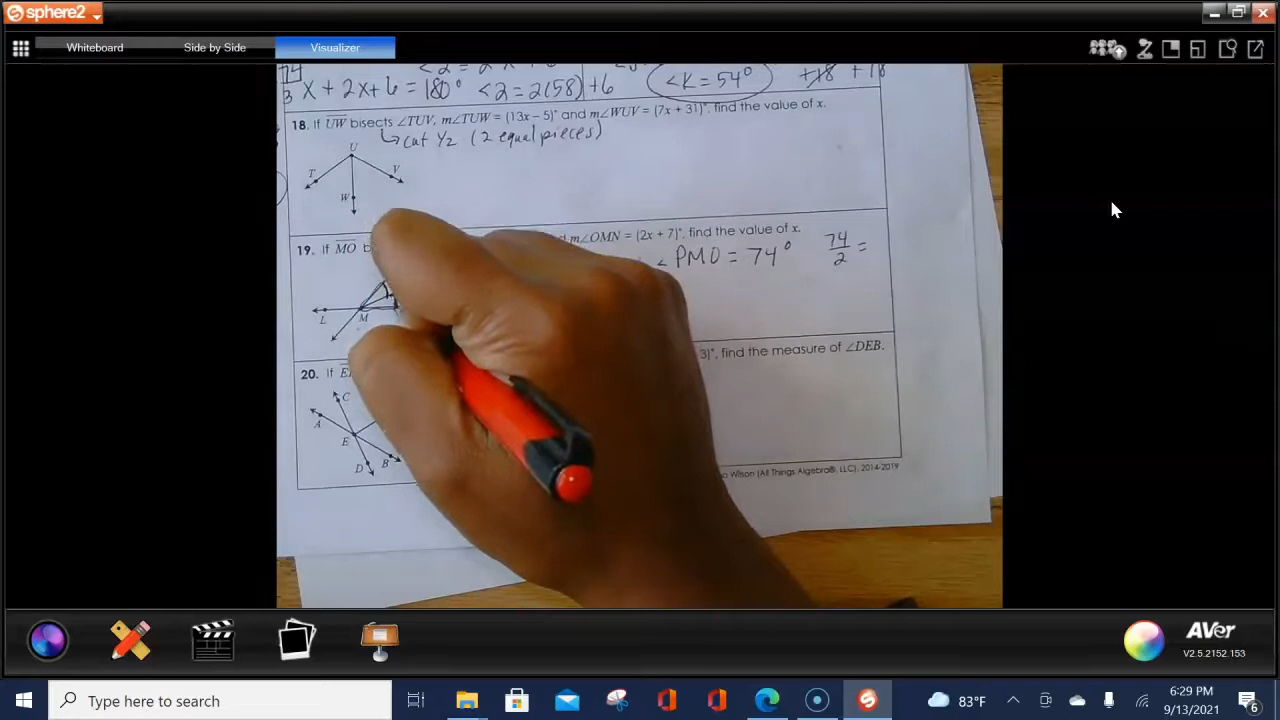 sphere2
Whiteboard Side by Side Visualizer
3 x + 2x + 6 = 180° <2 = 2(58) + 6 <K = 54° +18 + 18
18. If UW bisects ∠TUV, m∠TUW = (13x – 5)° and m∠WUV = (7x + 31)°, find the value of x.
↳ cut 1/2 (2 equal pieces)
U
T V
W
19. If MO m∠OMN = (2x + 7)°, find the value of x.
∠PMO = 74° 74/2 =
L M
3)°, find the measure of ∠DEB.
20. If
C
A
E
D B
Wilson (All Things Algebra®, LLC), 2014-2019
AVer
V2.5.2152.153
Type here to search
83°F
6:29 PM
9/13/2021
6